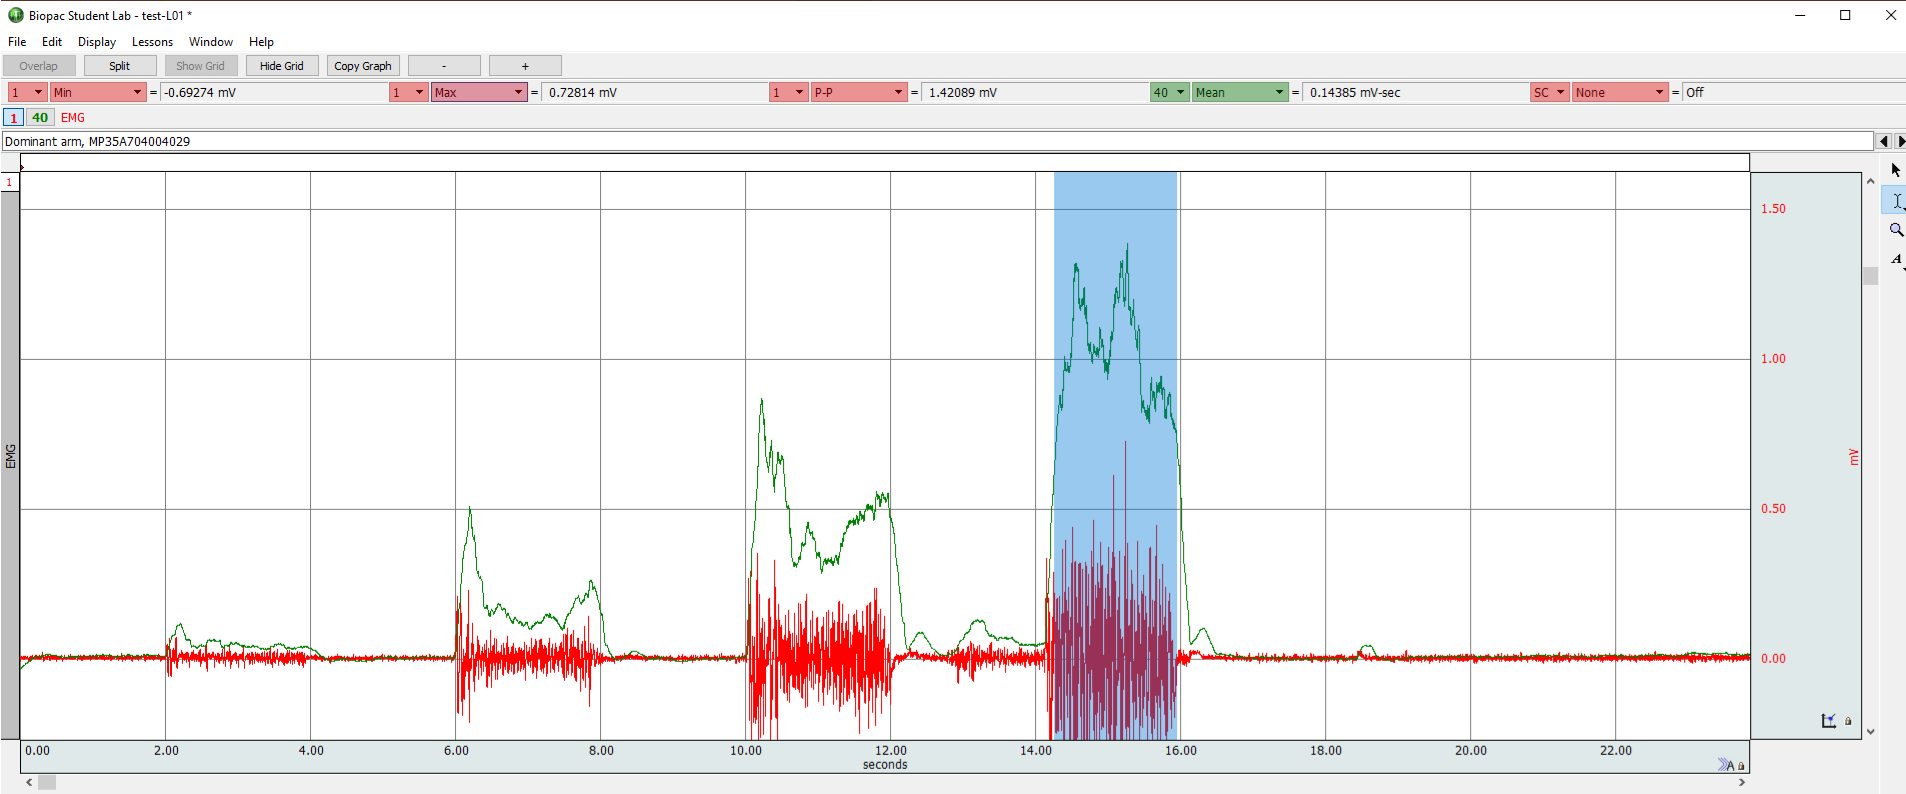 Biopac Student Lab - test-L01 *
File Edit Display Lessons Window Help
Overlap Split Show Grid Hide Grid Copy Graph - +
1 Min = -0.69274 mV 1 Max = 0.72814 mV 1 P-P = 1.42089 mV 40 Mean = 0.14385 mV-sec SC None = Off
1 40 EMG
Dominant arm, MP35A704004029
1
1.50
1.00
0.50
0.00
EMG
mV
0.00 2.00 4.00 6.00 8.00 10.00 12.00 14.00 16.00 18.00 20.00 22.00
seconds
A
A